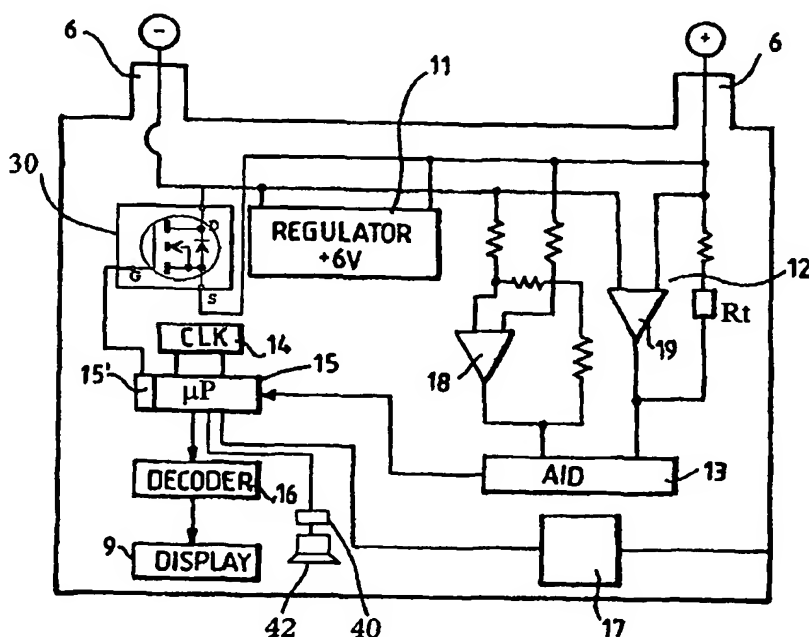 6
−
11
+
6
30
D
G
S
REGULATOR
+6V
12
Rt
CLK
14
18
19
15'
μP
15
DECODER
16
AID
13
9
DISPLAY
42
40
17